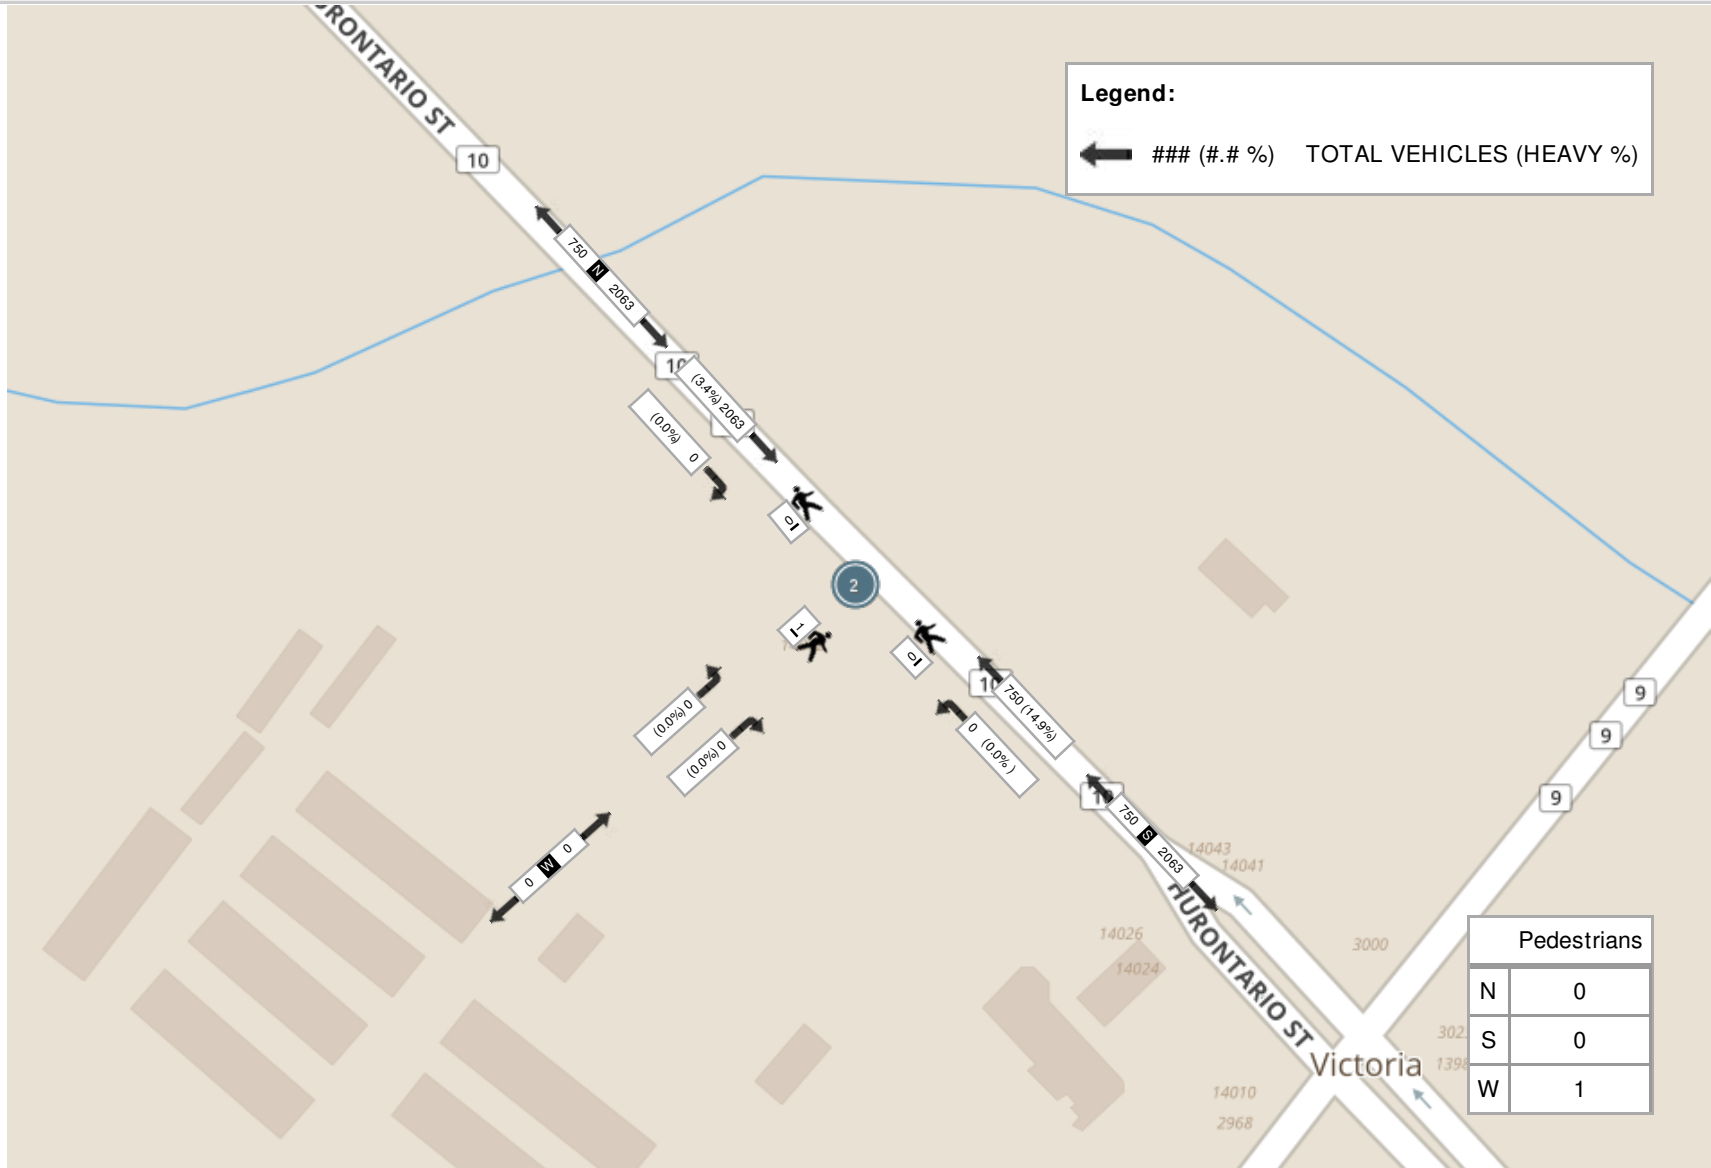 HURONTARIO ST
Legend:
### (#.# %) TOTAL VEHICLES (HEAVY %)
10
750 N 2063
10
(3.4%) 2063
(0.0%) 0
0
2
1
0
(0.0%) 0
(0.0%) 0
10
750 (14.9%)
0 (0.0% )
9
9
9
10
750 S 2063
0 W 0
14043
14041
HURONTARIO ST
14026
14024
3000
Pedestrians
N 0
S 0
W 1
Victoria
14010
2968